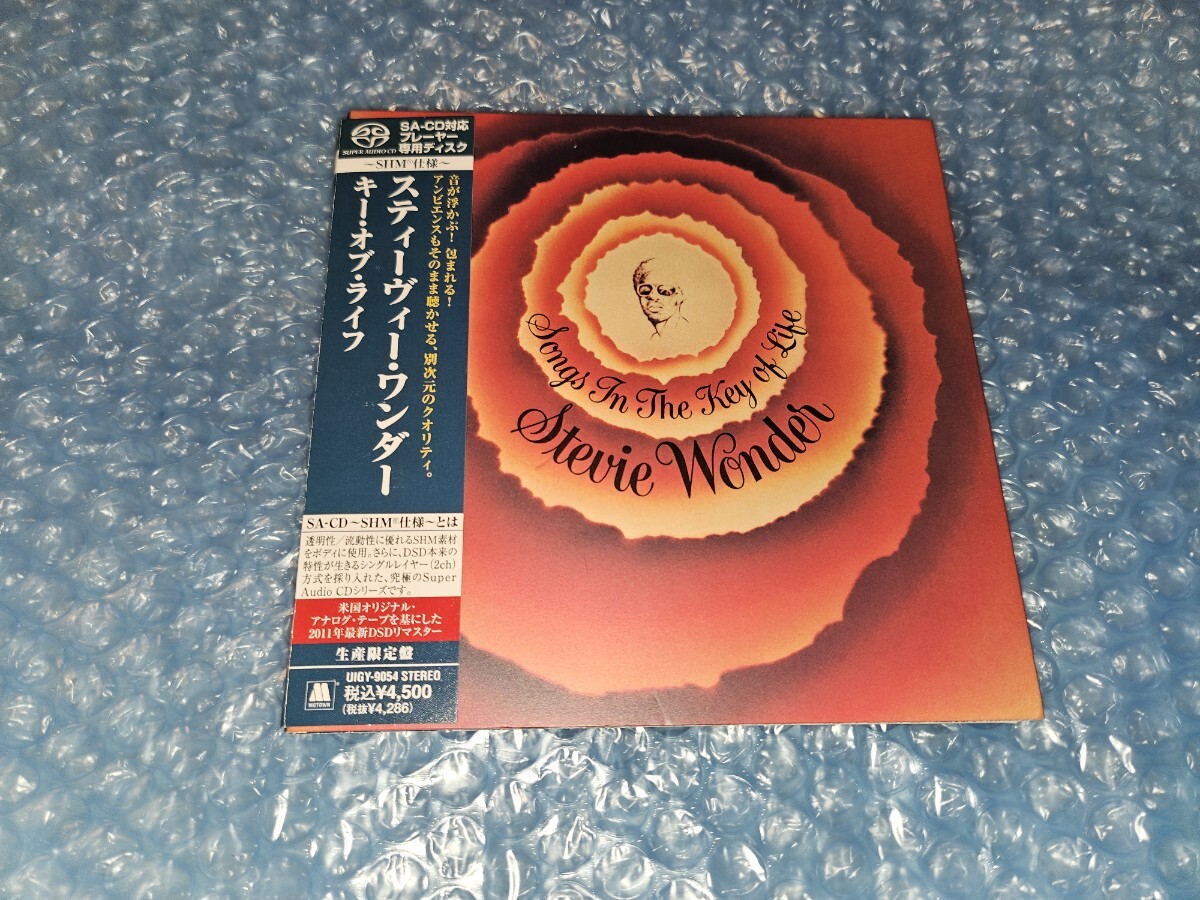 SUPER AUDIO CD
SA-CD対応
プレーヤー
専用ディスク
～SHM®仕様～
音が浮かぶ！包まれる！
アンビエンスもそのまま聴かせる、別次元のクオリティ。
スティーヴィー・ワンダー
キー・オブ・ライフ
SA-CD～SHM®仕様～とは
透明性／流動性に優れるSHM素材
をボディに使用。さらに、DSD本来の
特性が生きるシングルレイヤー(2ch)
方式を採り入れた、究極のSuper
Audio CDシリーズです。
米国オリジナル・
アナログ・テープを基にした
2011年最新DSDリマスター
生産限定盤
UIGY-9054 STEREO
税込¥4,500
(税抜¥4,286)
MOTOWN
Songs In The Key of Life
Stevie Wonder